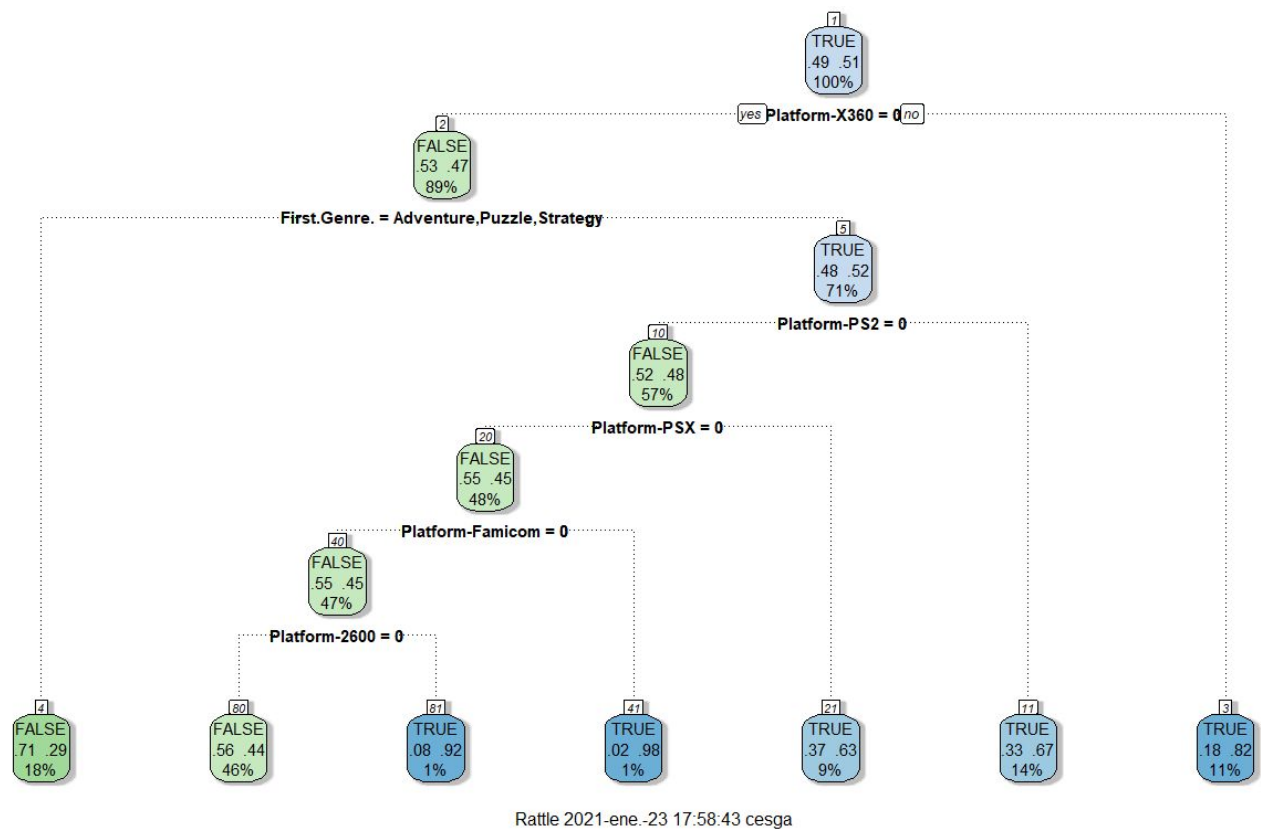 1
TRUE
.49 .51
100%
yes Platform-X360 = 0 no
2
FALSE
.53 .47
89%
First.Genre. = Adventure,Puzzle,Strategy
5
TRUE
.48 .52
71%
Platform-PS2 = 0
10
FALSE
.52 .48
57%
Platform-PSX = 0
20
FALSE
.55 .45
48%
Platform-Famicom = 0
40
FALSE
.55 .45
47%
Platform-2600 = 0
4
FALSE
.71 .29
18%
80
FALSE
.56 .44
46%
81
TRUE
.08 .92
1%
41
TRUE
.02 .98
1%
21
TRUE
.37 .63
9%
11
TRUE
.33 .67
14%
3
TRUE
.18 .82
11%
Rattle 2021-ene.-23 17:58:43 cesga